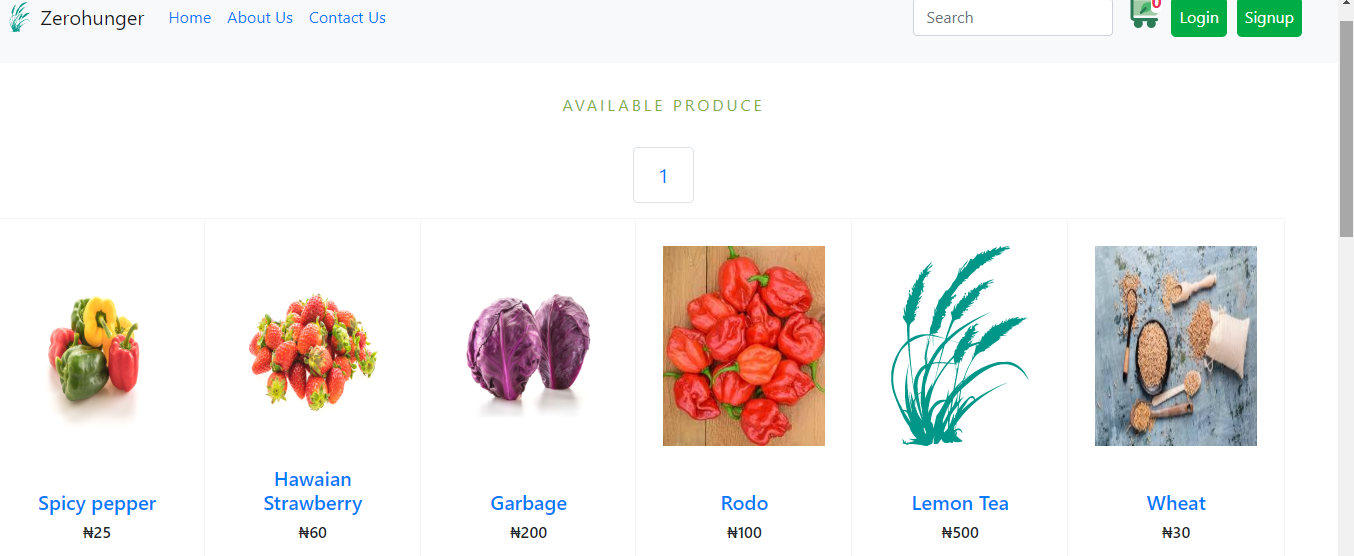 Zerohunger Home About Us Contact Us Search 0 Login Signup
AVAILABLE PRODUCE
1
Spicy pepper
₦25
Hawaian
Strawberry
₦60
Garbage
₦200
Rodo
₦100
Lemon Tea
₦500
Wheat
₦30